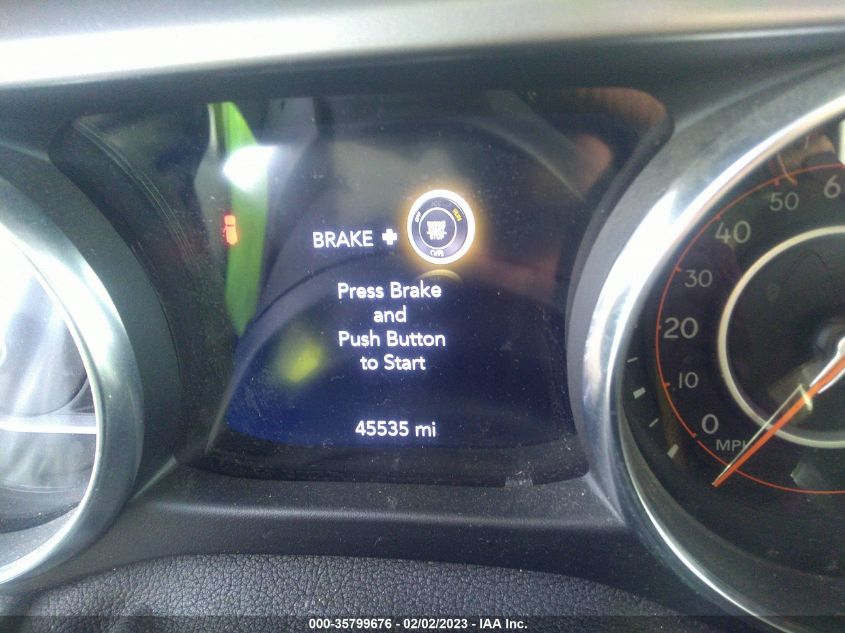 BRAKE +
Press Brake
and
Push Button
to Start
45535 mi
50
40
30
20
10
0
MPH
000-35799676 - 02/02/2023 - IAA Inc.